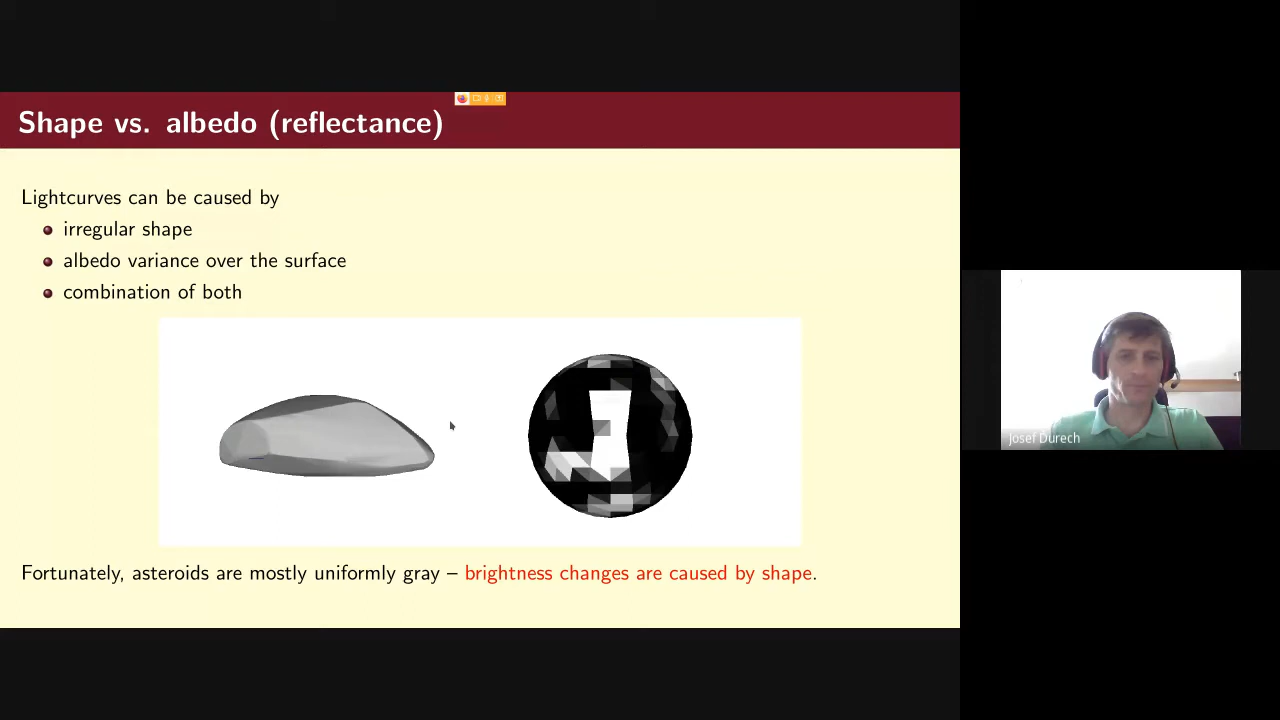 Shape vs. albedo (reflectance)
Lightcurves can be caused by
irregular shape
albedo variance over the surface
combination of both
Fortunately, asteroids are mostly uniformly gray – brightness changes are caused by shape.
Josef Durech